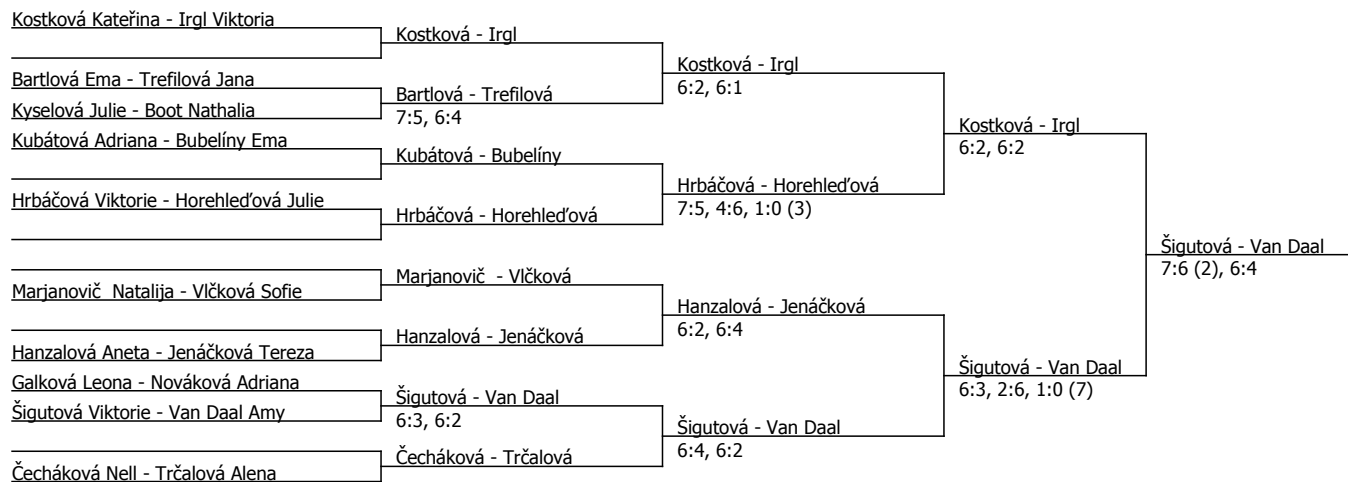 Kostková Kateřina - Irgl Viktoria
Bartlová Ema - Trefilová Jana
Kyselová Julie - Boot Nathalia
Kubátová Adriana - Bubelíny Ema
Hrbáčová Viktorie - Horehleďová Julie
Marjanovič  Natalija - Vlčková Sofie
Hanzalová Aneta - Jenáčková Tereza
Galková Leona - Nováková Adriana
Šigutová Viktorie - Van Daal Amy
Čecháková Nell - Trčalová Alena
Kostková - Irgl
Bartlová - Trefilová
7:5, 6:4
Kubátová - Bubelíny
Hrbáčová - Horehleďová
Marjanovič  - Vlčková
Hanzalová - Jenáčková
Šigutová - Van Daal
6:3, 6:2
Čecháková - Trčalová
Kostková - Irgl
6:2, 6:1
Hrbáčová - Horehleďová
7:5, 4:6, 1:0 (3)
Hanzalová - Jenáčková
6:2, 6:4
Šigutová - Van Daal
6:4, 6:2
Kostková - Irgl
6:2, 6:2
Šigutová - Van Daal
6:3, 2:6, 1:0 (7)
Šigutová - Van Daal
7:6 (2), 6:4